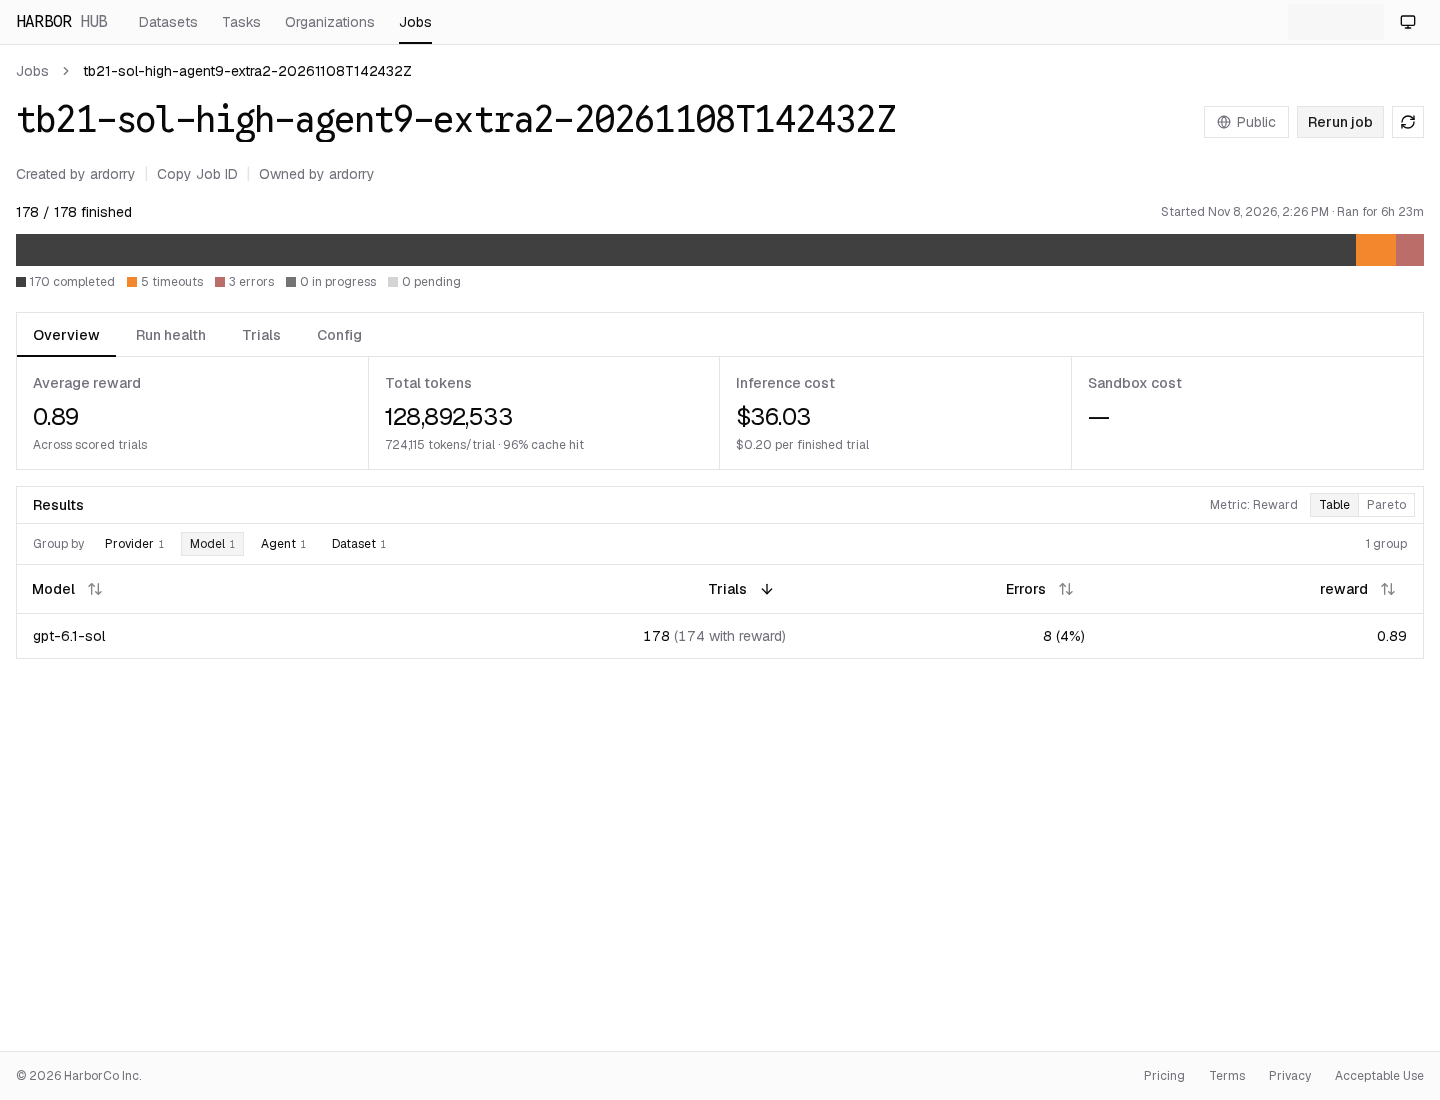 HARBOR HUB Datasets Tasks Organizations Jobs
Jobs > tb21-sol-high-agent9-extra2-20261108T142432Z
tb21-sol-high-agent9-extra2-20261108T142432Z Public Rerun job
Created by ardorry | Copy Job ID | Owned by ardorry
178 / 178 finished Started Nov 8, 2026, 2:26 PM · Ran for 6h 23m
170 completed 5 timeouts 3 errors 0 in progress 0 pending
Overview Run health Trials Config
Average reward Total tokens Inference cost Sandbox cost
0.89 128,892,533 $36.03 —
Across scored trials 724,115 tokens/trial · 96% cache hit $0.20 per finished trial
Results Metric: Reward Table Pareto
Group by Provider 1 Model 1 Agent 1 Dataset 1 1 group
Model Trials Errors reward
gpt-6.1-sol 178 (174 with reward) 8 (4%) 0.89
© 2026 HarborCo Inc. Pricing Terms Privacy Acceptable Use